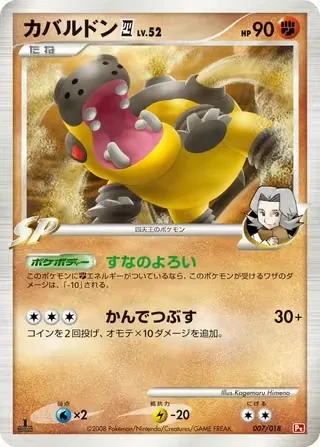 カバルドン 四 LV.52 HP 90
たね
四天王のポケモン
SP
ポケボディー すなのよろい
このポケモンに闘エネルギーがついているなら、このポケモンが受けるワザのダ
メージは、「-10」される。
かんでつぶす 30+
コインを2回投げ、オモテ×10ダメージを追加。
弱点 ×2 抵抗力 -20 にげる
Illus. Kagemaru Himeno
©2008 Pokémon/Nintendo/Creatures/GAME FREAK. 007/018